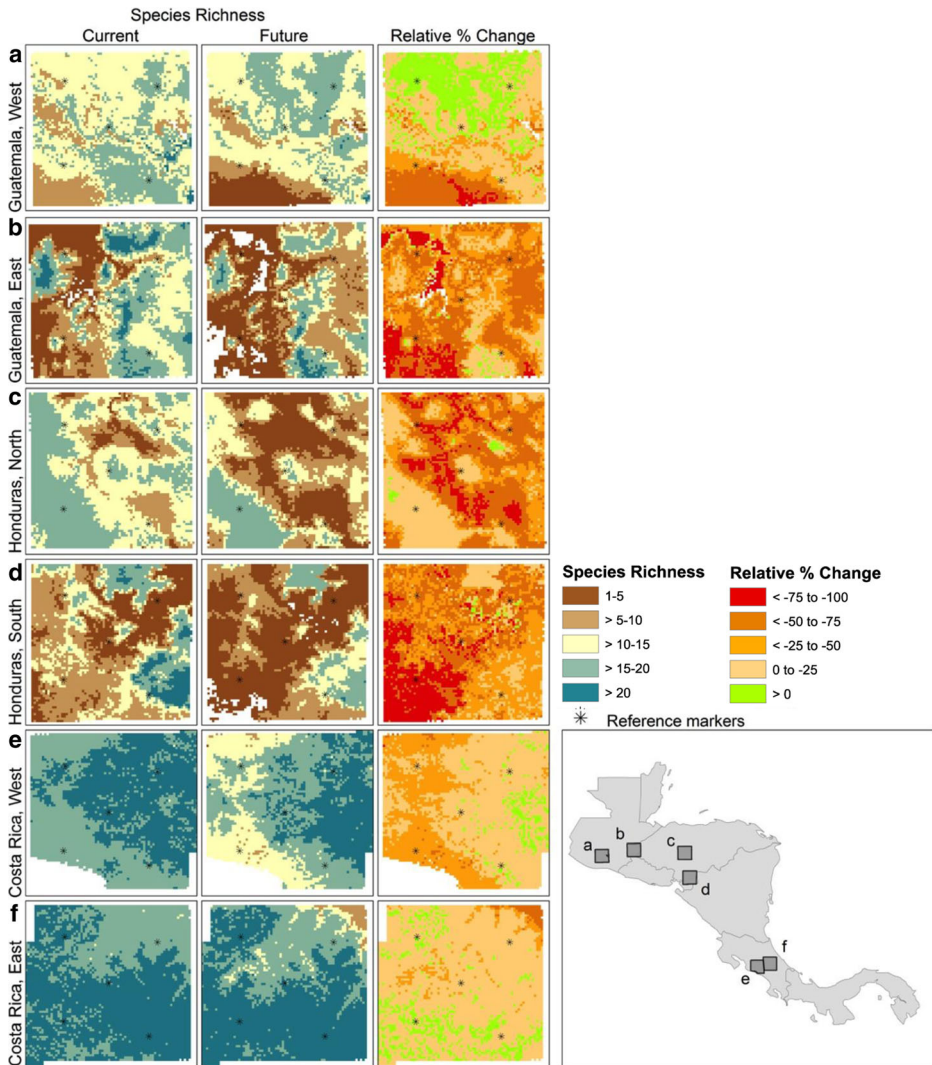 Species Richness
Current Future Relative % Change
a
Guatemala, West
b
Guatemala, East
c
Honduras, North
d
Honduras, South
Species Richness
1-5
> 5-10
> 10-15
> 15-20
> 20
Reference markers
Relative % Change
< -75 to -100
< -50 to -75
< -25 to -50
0 to -25
> 0
e
Costa Rica, West
f
Costa Rica, East
a
b
c
d
e
f